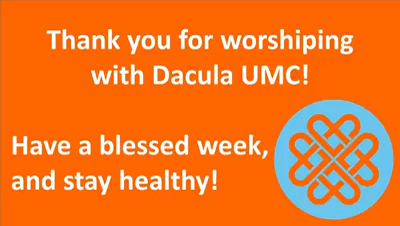 Thank you for worshiping
with Dacula UMC!
Have a blessed week,
and stay healthy!